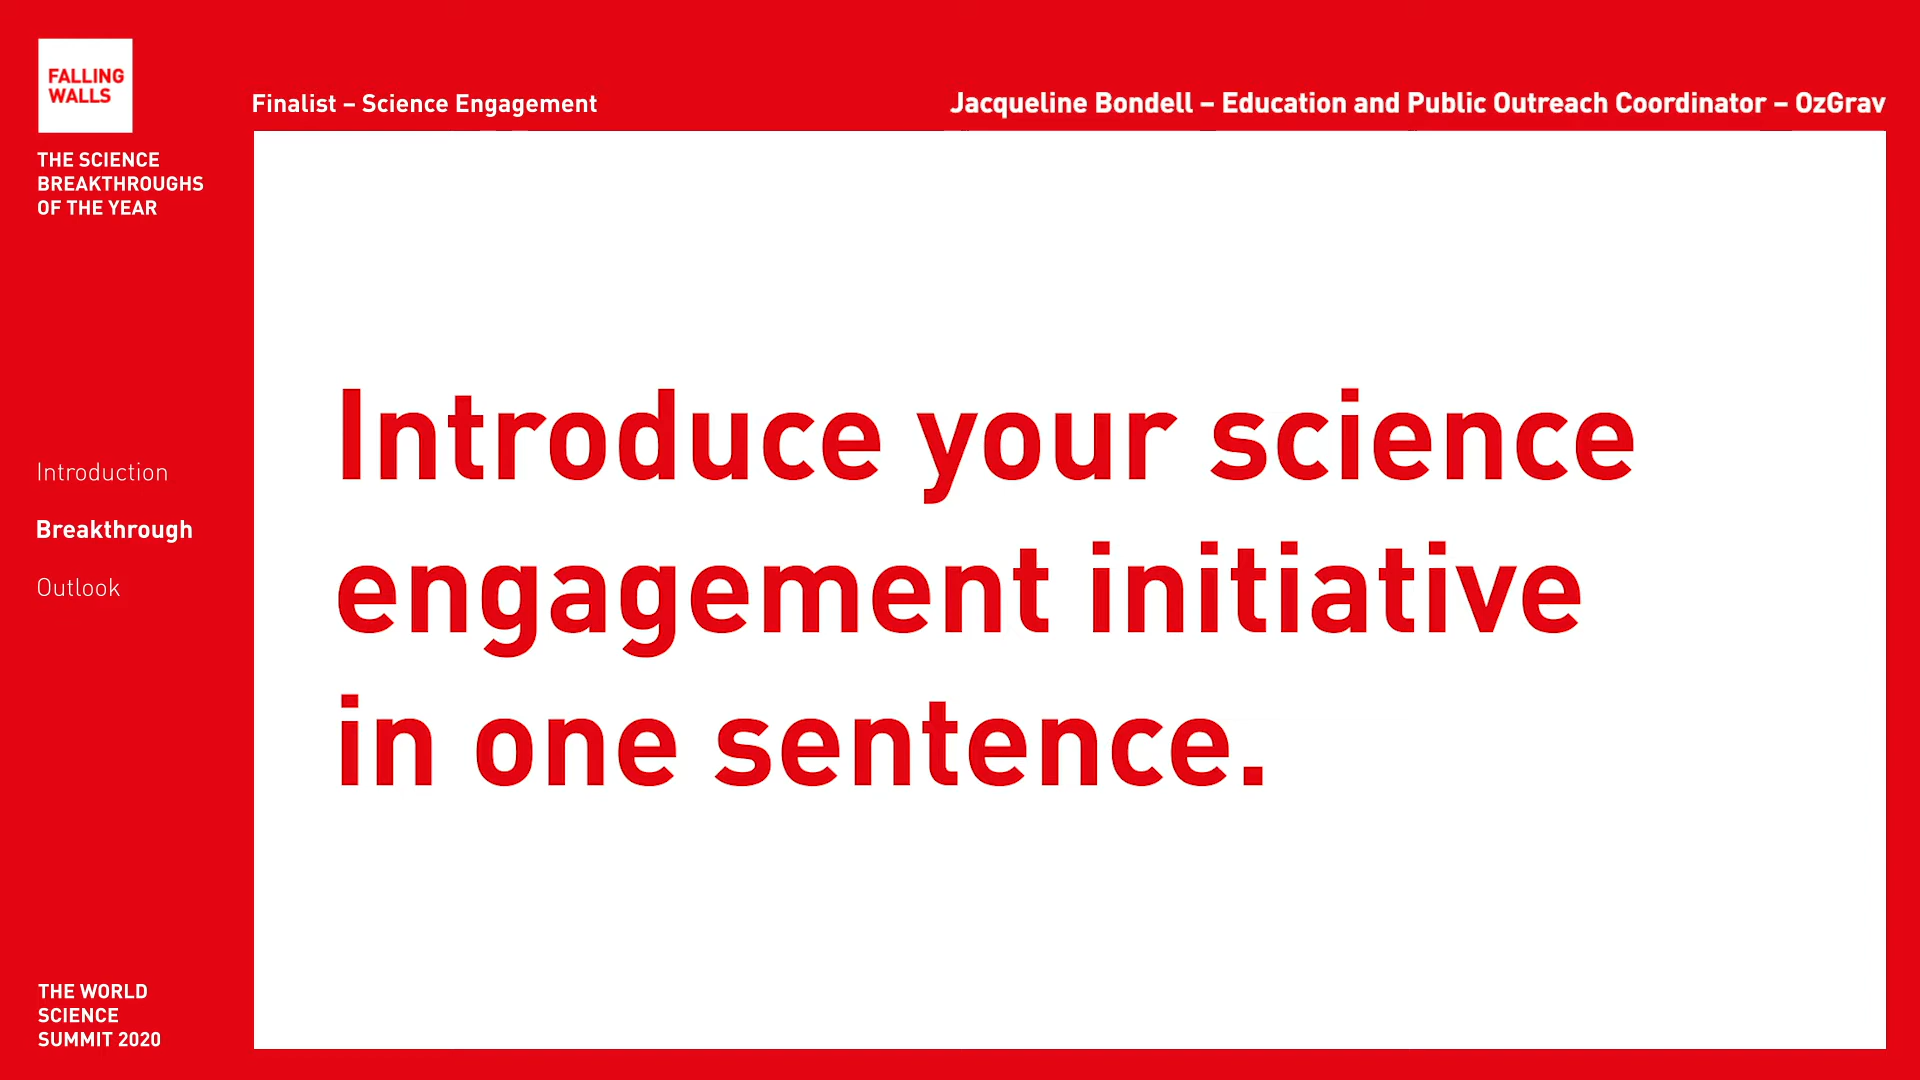 FALLING
WALLS
THE SCIENCE
BREAKTHROUGHS
OF THE YEAR
Finalist – Science Engagement
Jacqueline Bondell – Education and Public Outreach Coordinator – OzGrav
Introduction
Breakthrough
Outlook
Introduce your science
engagement initiative
in one sentence.
THE WORLD
SCIENCE
SUMMIT 2020